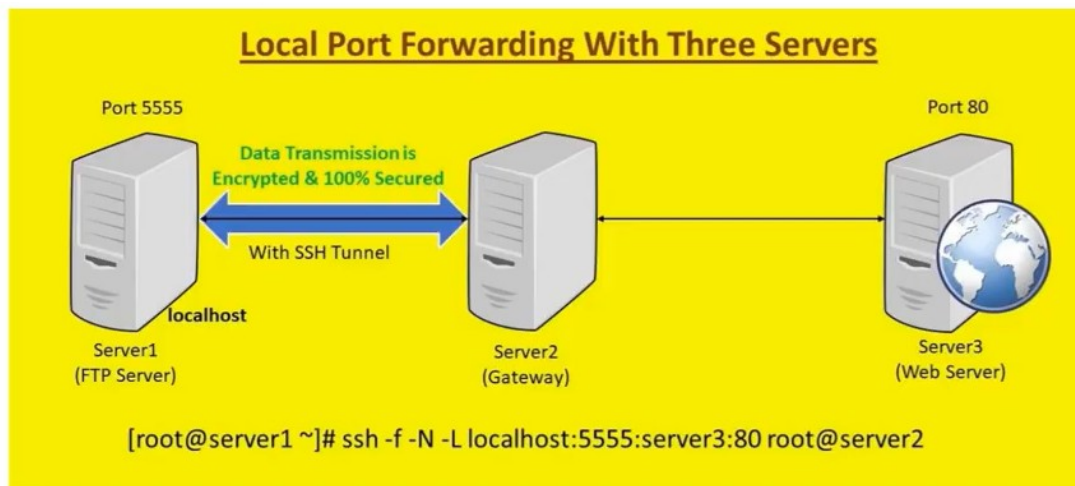 Local Port Forwarding With Three Servers
Port 5555
Port 80
Data Transmission is
Encrypted & 100% Secured
With SSH Tunnel
localhost
Server1
(FTP Server)
Server2
(Gateway)
Server3
(Web Server)
[root@server1 ~]# ssh -f -N -L localhost:5555:server3:80 root@server2